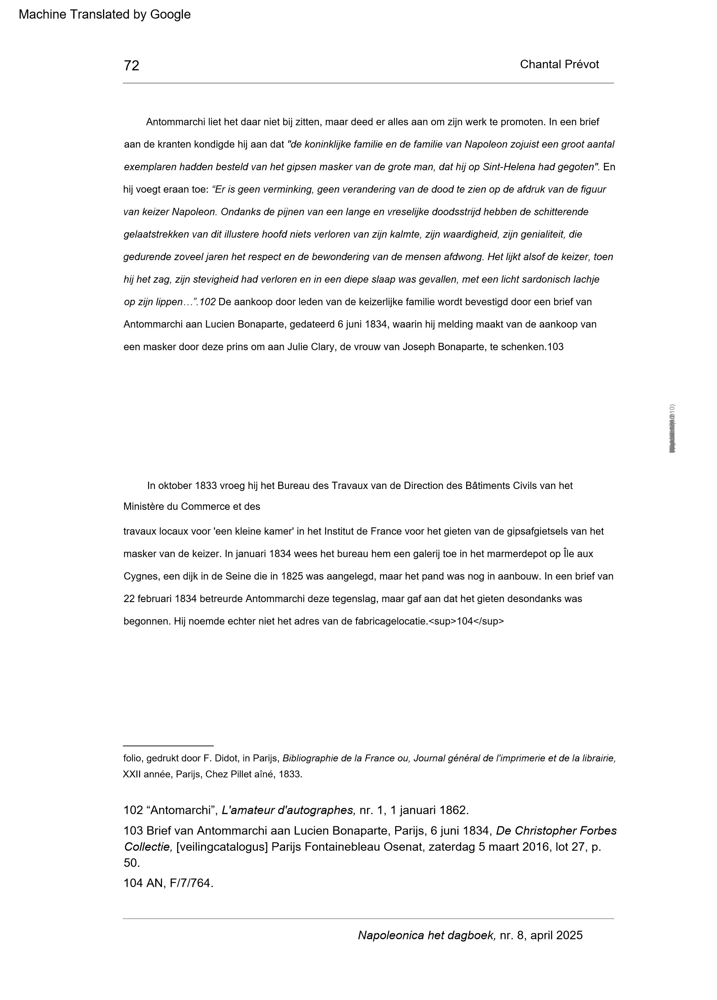 Machine Translated by Google
72
Chantal Prévot
Antommarchi liet het daar niet bij zitten, maar deed er alles aan om zijn werk te promoten. In een brief
aan de kranten kondigde hij aan dat "de koninklijke familie en de familie van Napoleon zojuist een groot aantal
exemplaren hadden besteld van het gipsen masker van de grote man, dat hij op Sint-Helena had gegoten". En
hij voegt eraan toe: “Er is geen verminking, geen verandering van de dood te zien op de afdruk van de figuur
van keizer Napoleon. Ondanks de pijnen van een lange en vreselijke doodsstrijd hebben de schitterende
gelaatstrekken van dit illustere hoofd niets verloren van zijn kalmte, zijn waardigheid, zijn genialiteit, die
gedurende zoveel jaren het respect en de bewondering van de mensen afdwong. Het lijkt alsof de keizer, toen
hij het zag, zijn stevigheid had verloren en in een diepe slaap was gevallen, met een licht sardonisch lachje
op zijn lippen…”.102 De aankoop door leden van de keizerlijke familie wordt bevestigd door een brief van
Antommarchi aan Lucien Bonaparte, gedateerd 6 juni 1834, waarin hij melding maakt van de aankoop van
een masker door deze prins om aan Julie Clary, de vrouw van Joseph Bonaparte, te schenken.103
In oktober 1833 vroeg hij het Bureau des Travaux van de Direction des Bâtiments Civils van het
Ministère du Commerce et des
travaux locaux voor 'een kleine kamer' in het Institut de France voor het gieten van de gipsafgietsels van het
masker van de keizer. In januari 1834 wees het bureau hem een galerij toe in het marmerdepot op Île aux
Cygnes, een dijk in de Seine die in 1825 was aangelegd, maar het pand was nog in aanbouw. In een brief van
22 februari 1834 betreurde Antommarchi deze tegenslag, maar gaf aan dat het gieten desondanks was
begonnen. Hij noemde echter niet het adres van de fabricagelocatie.<sup>104</sup>
folio, gedrukt door F. Didot, in Parijs, Bibliographie de la France ou, Journal général de l'imprimerie et de la librairie,
XXII année, Parijs, Chez Pillet aîné, 1833.
102 “Antomarchi”, L'amateur d'autographes, nr. 1, 1 januari 1862.
103 Brief van Antommarchi aan Lucien Bonaparte, Parijs, 6 juni 1834, De Christopher Forbes
Collectie, [veilingcatalogus] Parijs Fontainebleau Osenat, zaterdag 5 maart 2016, lot 27, p.
50.
104 AN, F/7/764.
Napoleonica het dagboek, nr. 8, april 2025